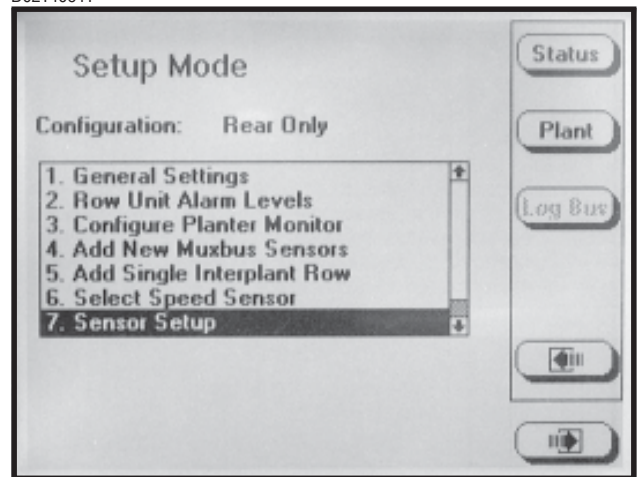 Setup Mode
Configuration: Rear Only
1. General Settings
2. Row Unit Alarm Levels
3. Configure Planter Monitor
4. Add New Muxbus Sensors
5. Add Single Interplant Row
6. Select Speed Sensor
7. Sensor Setup
Status
Plant
Log Bus